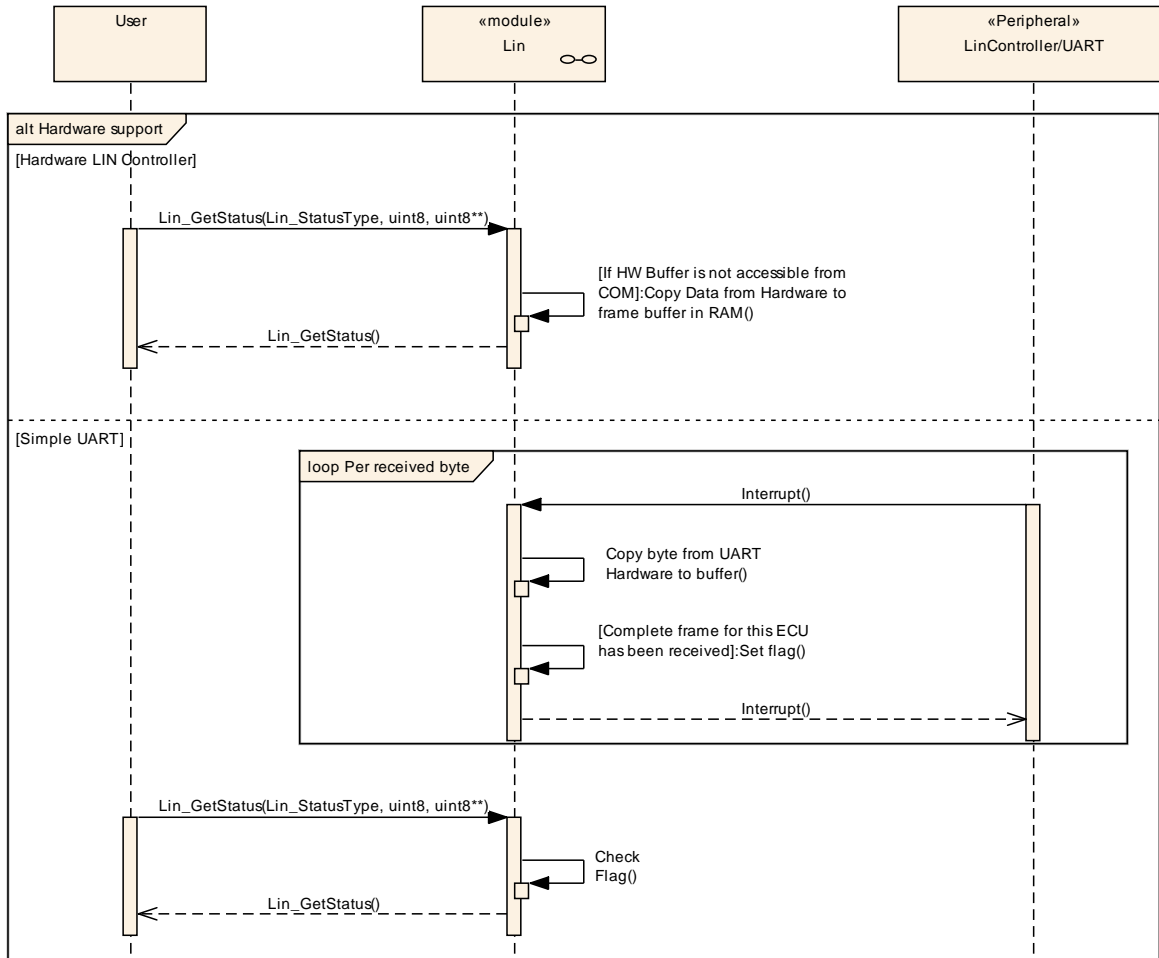 User
«module»
Lin
«Peripheral»
LinController/UART
alt Hardware support
[Hardware LIN Controller]
Lin_GetStatus(Lin_StatusType, uint8, uint8**)
[If HW Buffer is not accessible from
COM]:Copy Data from Hardware to
frame buffer in RAM()
Lin_GetStatus()
[Simple UART]
loop Per received byte
Interrupt()
Copy byte from UART
Hardware to buffer()
[Complete frame for this ECU
has been received]:Set flag()
Interrupt()
Lin_GetStatus(Lin_StatusType, uint8, uint8**)
Check
Flag()
Lin_GetStatus()